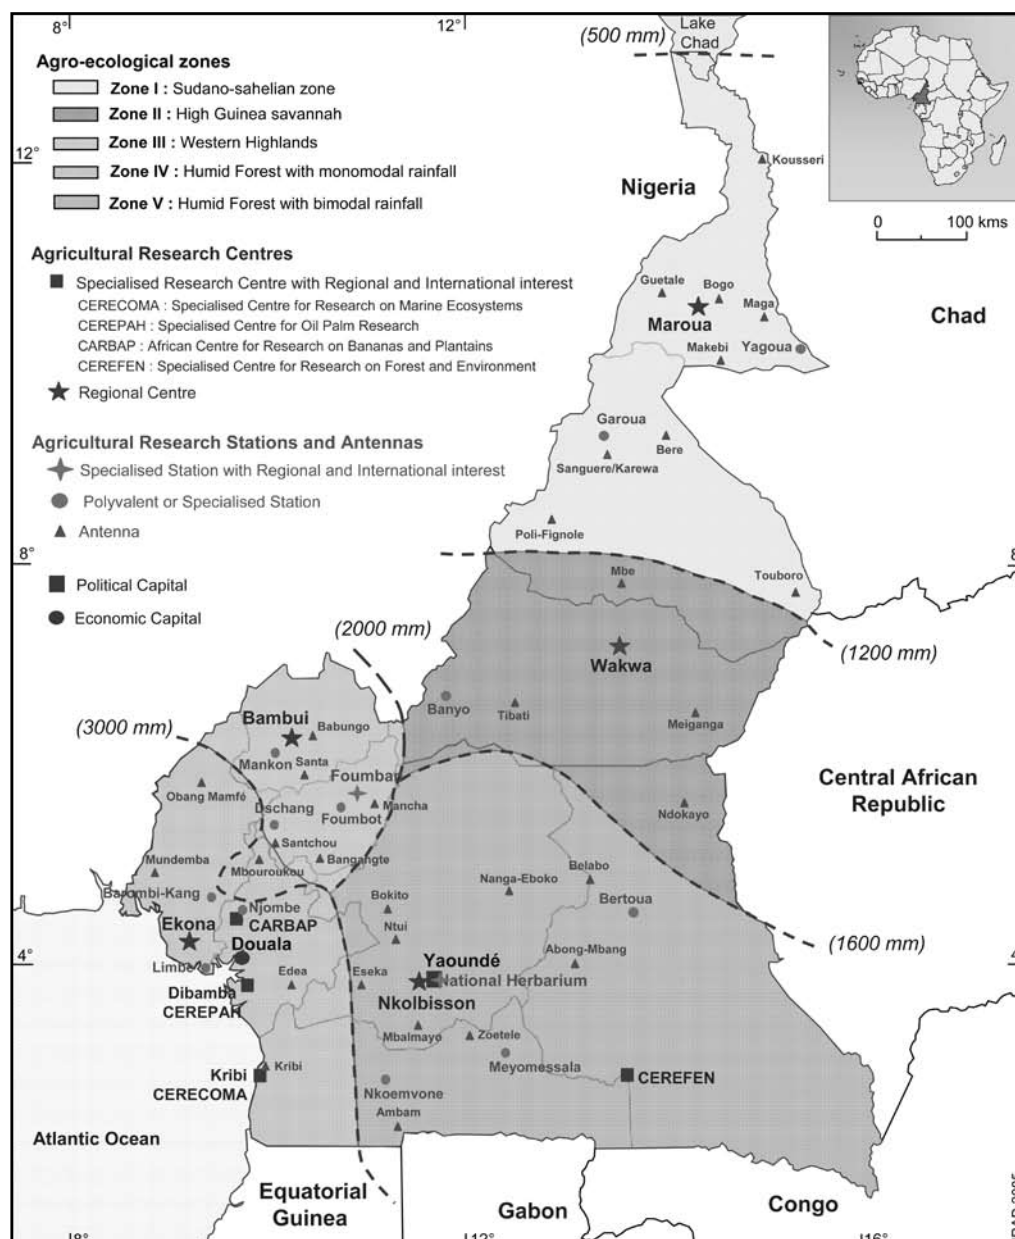 8°
12°
(500 mm)
Lake
Chad
Agro-ecological zones
Zone I : Sudano-sahelian zone
Zone II : High Guinea savannah
Zone III : Western Highlands
Zone IV : Humid Forest with monomodal rainfall
Zone V : Humid Forest with bimodal rainfall
12°
Kousseri
Nigeria
0 100 kms
Agricultural Research Centres
Specialised Research Centre with Regional and International interest
CERECOMA : Specialised Centre for Research on Marine Ecosystems
CEREPAH : Specialised Centre for Oil Palm Research
CARBAP : African Centre for Research on Bananas and Plantains
CEREFEN : Specialised Centre for Research on Forest and Environment
Regional Centre
Guetale
Bogo
Maga
Maroua
Chad
Makebi
Yagoua
Agricultural Research Stations and Antennas
Specialised Station with Regional and International interest
Polyvalent or Specialised Station
Antenna
Garoua
Bere
Sanguere/Karewa
Poli-Fignole
8°
8
Political Capital
Economic Capital
Mbe
Touboro
(2000 mm)
(1200 mm)
Wakwa
Banyo
Tibati
Meiganga
(3000 mm)
Bambui
Babungo
Mankon
Santa
Foumban
Obang Mamfé
Dschang
Foumbot
Mancha
Central African
Republic
Ndokayo
Santchou
Mundemba
Mbouroukou
Bangangte
Belabo
Nanga-Eboko
Barombi-Kang
Bokito
Bertoua
Njombe
Ekona
CARBAP
Ntui
(1600 mm)
Douala
Abong-Mbang
4°
4
Limbe
Yaoundé
Edea
Eseka
National Herbarium
Dibamba
CEREPAH
Nkolbisson
Mbalmayo
Zoetele
Kribi
Kribi
CERECOMA
Meyomessala
CEREFEN
Nkoemvone
Ambam
Atlantic Ocean
Equatorial
Guinea
Gabon
Congo
8°
12°
16°